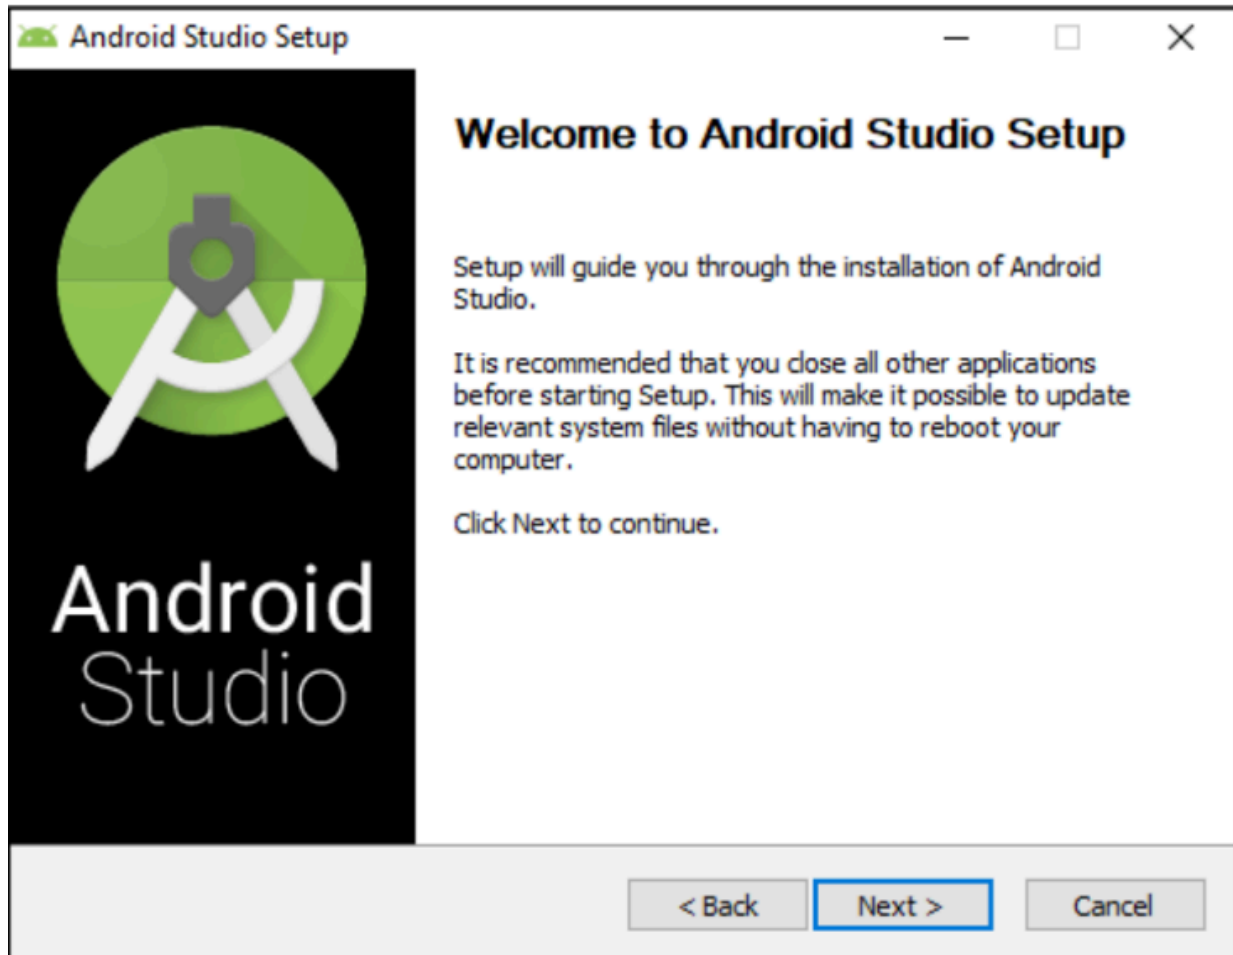 Android Studio Setup
Welcome to Android Studio Setup
Setup will guide you through the installation of Android
Studio.
It is recommended that you close all other applications
before starting Setup. This will make it possible to update
relevant system files without having to reboot your
computer.
Click Next to continue.
Android
Studio
< Back
Next >
Cancel